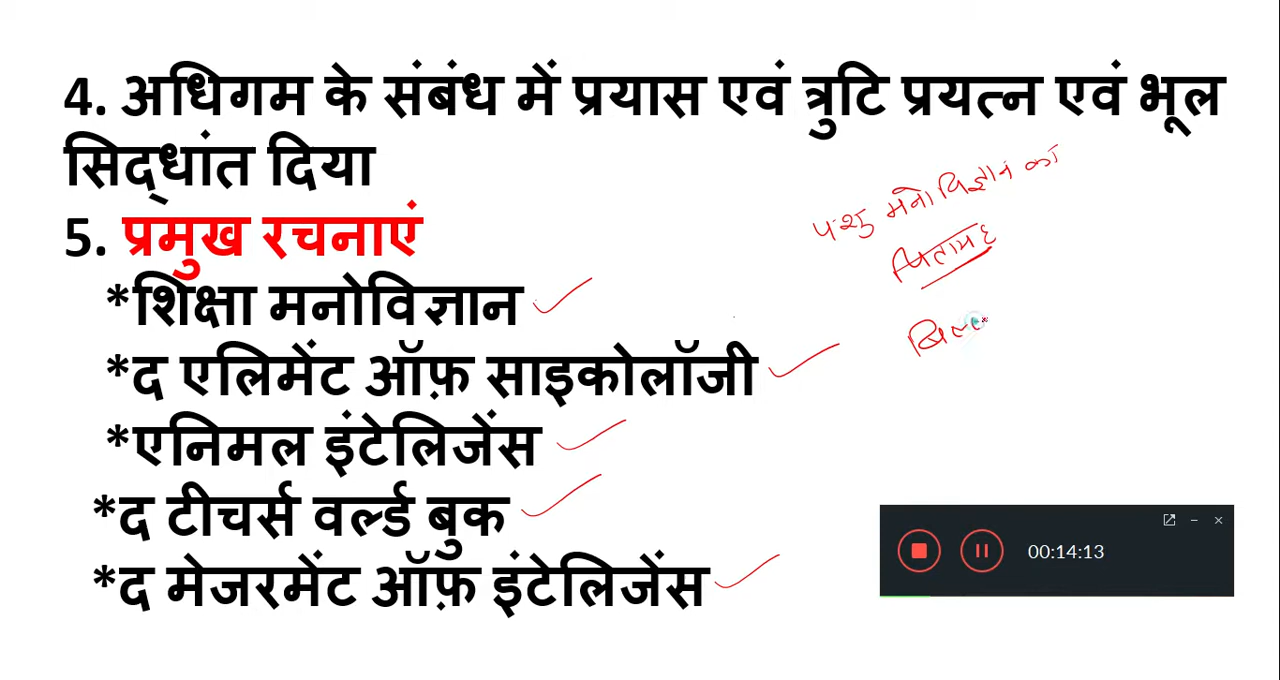 4. अधिगम के संबंध में प्रयास एवं त्रुटि प्रयत्न एवं भूल
सिद्धांत दिया
5. प्रमुख रचनाएं
*शिक्षा मनोविज्ञान
*द एलिमेंट ऑफ़ साइकोलॉजी
*एनिमल इंटेलिजेंस
*द टीचर्स वर्ल्ड बुक
*द मेजरमेंट ऑफ़ इंटेलिजेंस
पशु मनोविज्ञान का
पितामह
00:14:13